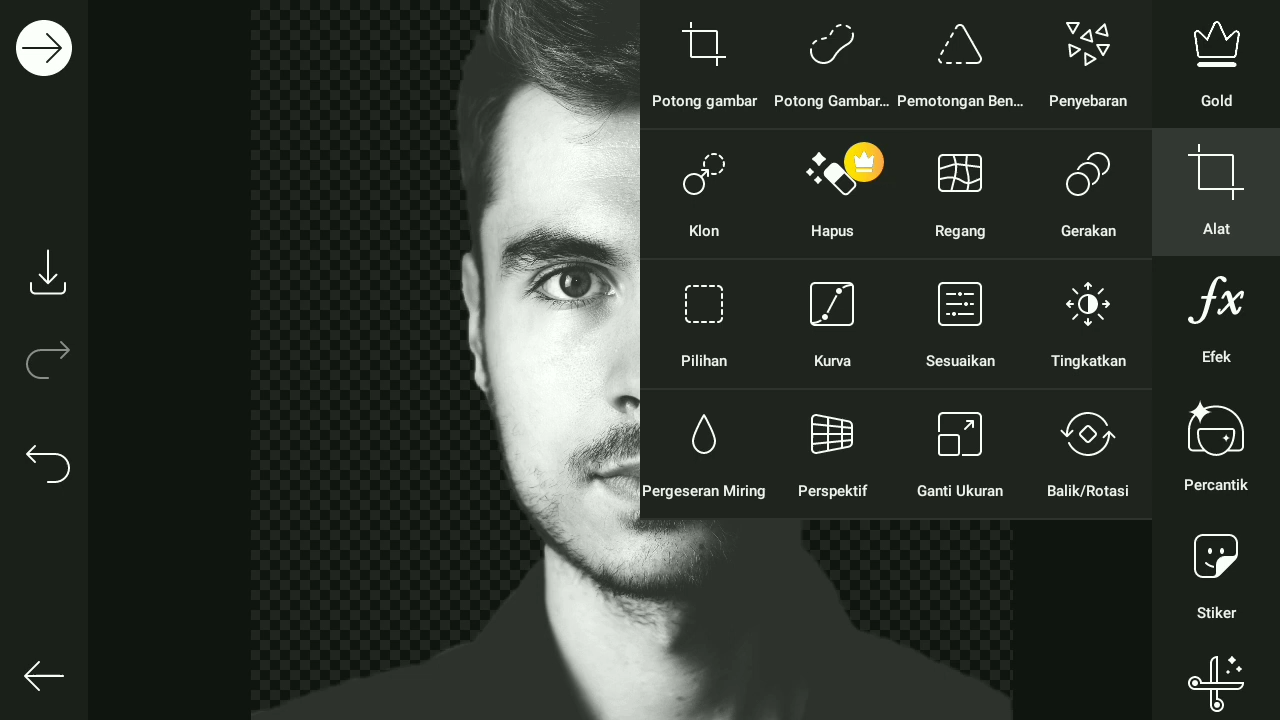 Potong gambar
Potong Gambar...
Pemotongan Ben...
Penyebaran
Gold
Klon
Hapus
Regang
Gerakan
Alat
Pilihan
Kurva
Sesuaikan
Tingkatkan
fx
Efek
Pergeseran Miring
Perspektif
Ganti Ukuran
Balik/Rotasi
Percantik
Stiker